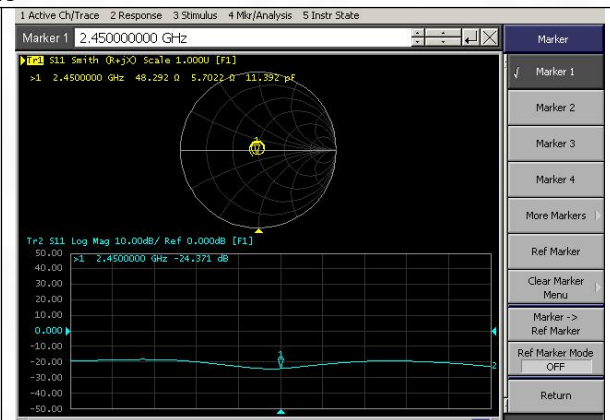 1 Active Ch/Trace 2 Response 3 Stimulus 4 Mkr/Analysis 5 Instr State
Marker 1 2.450000000 GHz
Tr1 S11 Smith (R+jX) Scale 1.000U [F1]
>1 2.4500000 GHz 48.292 Ω 5.7022 Ω 11.392 pF
1
Tr2 S11 Log Mag 10.00dB/ Ref 0.000dB [F1]
>1 2.4500000 GHz -24.371 dB
50.00
40.00
30.00
20.00
10.00
0.000
-10.00
-20.00
-30.00
-40.00
-50.00
1
2
Marker
√ Marker 1
Marker 2
Marker 3
Marker 4
More Markers
Ref Marker
Clear Marker
Menu
Marker ->
Ref Marker
Ref Marker Mode
OFF
Return